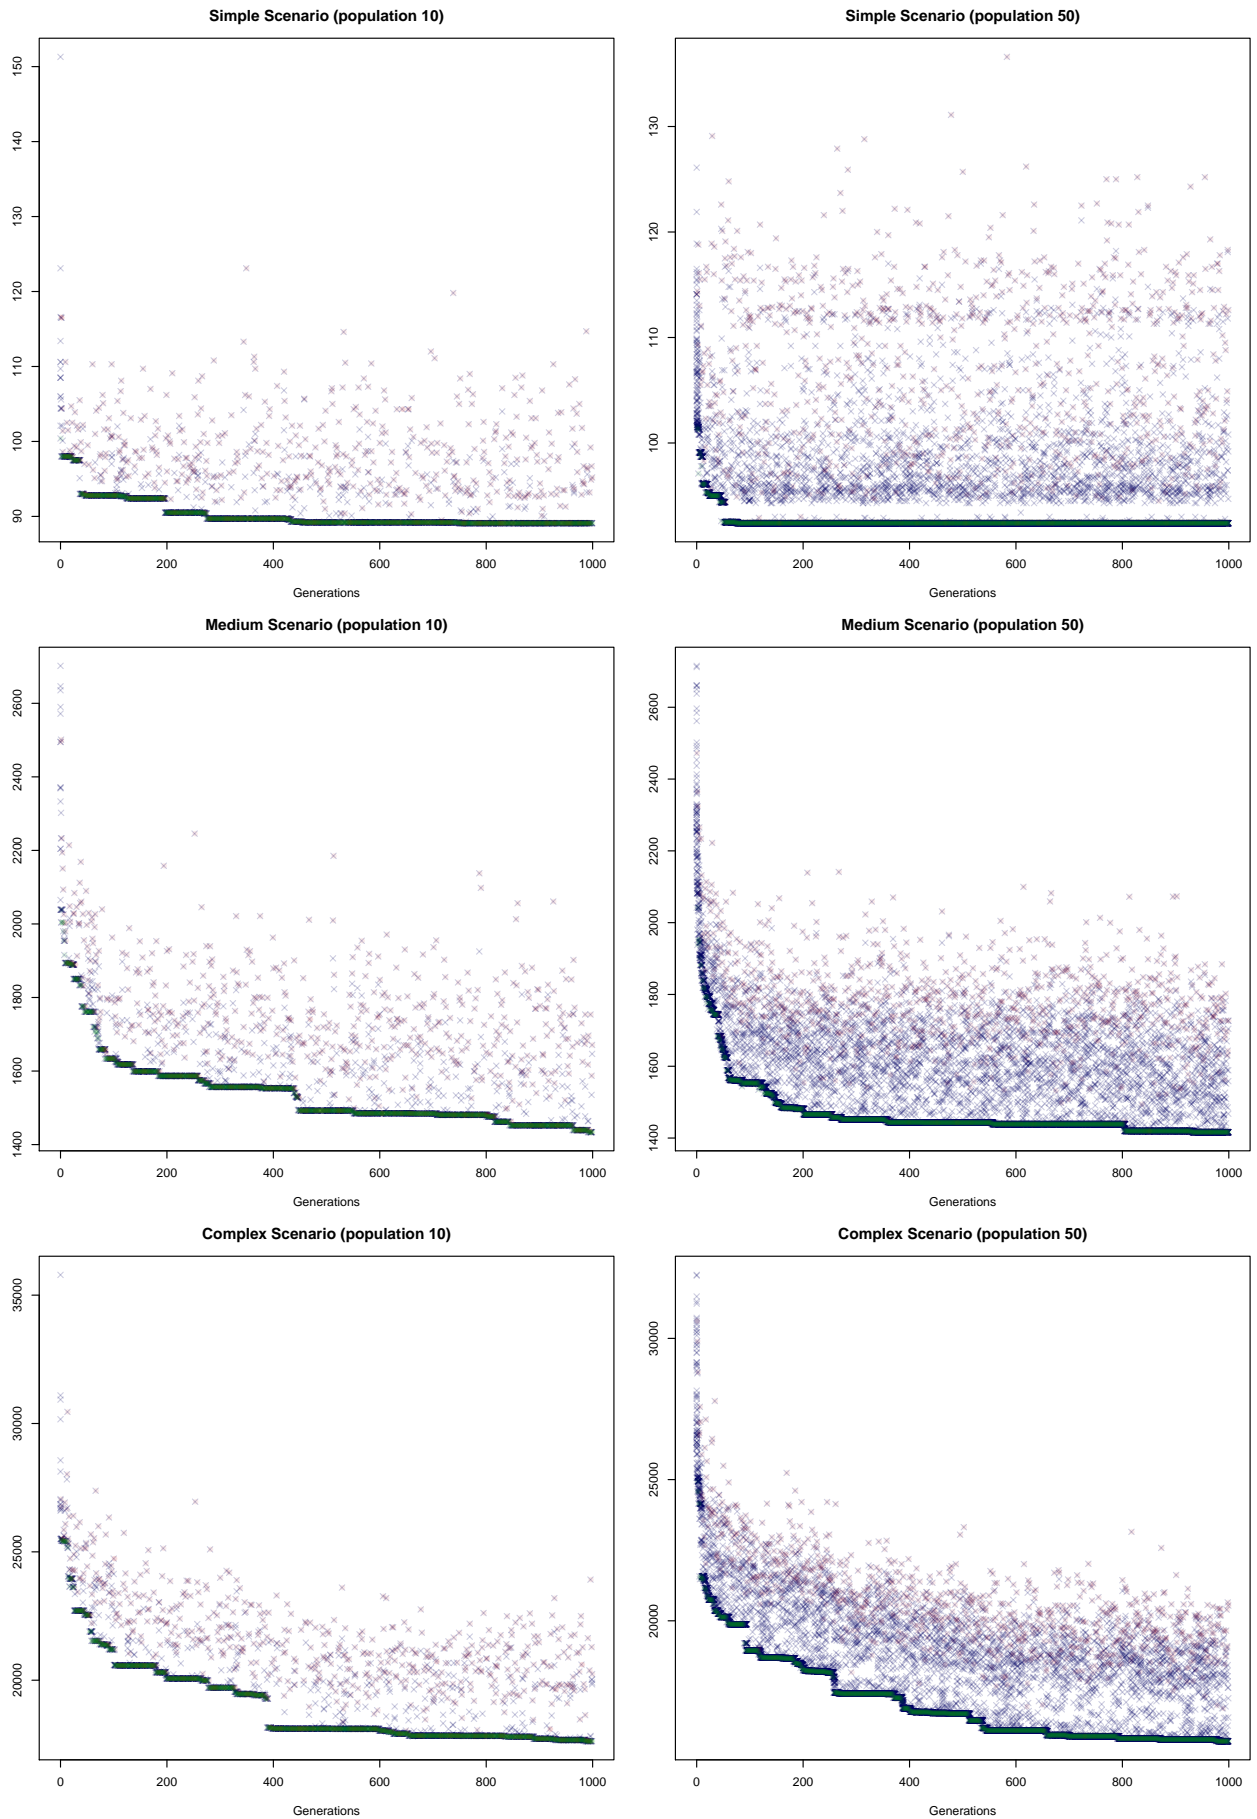 Simple Scenario (population 10)
150
140
130
120
110
100
90
0 200 400 600 800 1000
Generations
Simple Scenario (population 50)
130
120
110
100
0 200 400 600 800 1000
Generations
Medium Scenario (population 10)
2600
2400
2200
2000
1800
1600
1400
0 200 400 600 800 1000
Generations
Medium Scenario (population 50)
2600
2400
2200
2000
1800
1600
1400
0 200 400 600 800 1000
Generations
Complex Scenario (population 10)
35000
30000
25000
20000
0 200 400 600 800 1000
Generations
Complex Scenario (population 50)
30000
25000
20000
0 200 400 600 800 1000
Generations